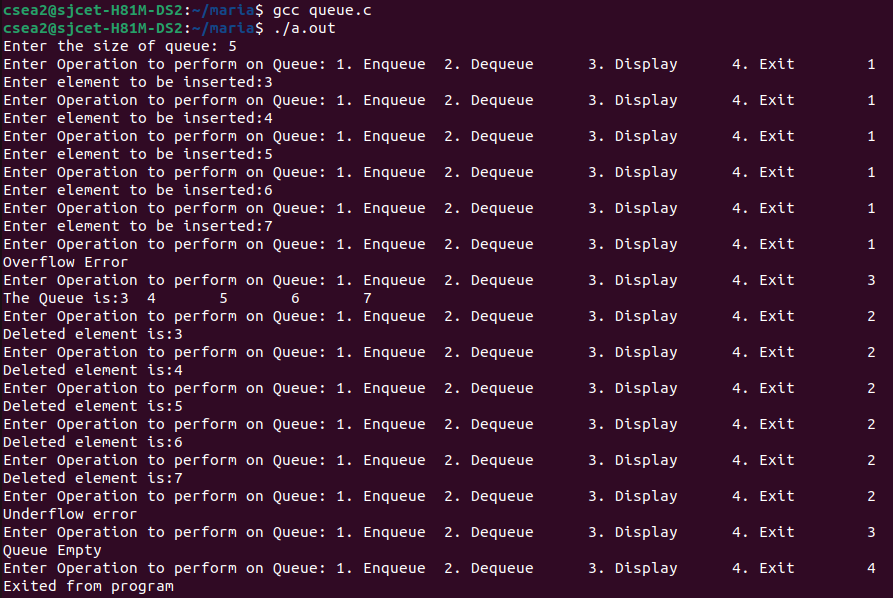 csea2@sjcet-H81M-DS2:~/maria$ gcc queue.c
csea2@sjcet-H81M-DS2:~/maria$ ./a.out
Enter the size of queue: 5
Enter Operation to perform on Queue: 1. Enqueue  2. Dequeue      3. Display     4. Exit        1
Enter element to be inserted:3
Enter Operation to perform on Queue: 1. Enqueue  2. Dequeue      3. Display     4. Exit        1
Enter element to be inserted:4
Enter Operation to perform on Queue: 1. Enqueue  2. Dequeue      3. Display     4. Exit        1
Enter element to be inserted:5
Enter Operation to perform on Queue: 1. Enqueue  2. Dequeue      3. Display     4. Exit        1
Enter element to be inserted:6
Enter Operation to perform on Queue: 1. Enqueue  2. Dequeue      3. Display     4. Exit        1
Enter element to be inserted:7
Enter Operation to perform on Queue: 1. Enqueue  2. Dequeue      3. Display     4. Exit        1
Overflow Error
Enter Operation to perform on Queue: 1. Enqueue  2. Dequeue      3. Display     4. Exit        3
The Queue is:3  4       5       6       7
Enter Operation to perform on Queue: 1. Enqueue  2. Dequeue      3. Display     4. Exit        2
Deleted element is:3
Enter Operation to perform on Queue: 1. Enqueue  2. Dequeue      3. Display     4. Exit        2
Deleted element is:4
Enter Operation to perform on Queue: 1. Enqueue  2. Dequeue      3. Display     4. Exit        2
Deleted element is:5
Enter Operation to perform on Queue: 1. Enqueue  2. Dequeue      3. Display     4. Exit        2
Deleted element is:6
Enter Operation to perform on Queue: 1. Enqueue  2. Dequeue      3. Display     4. Exit        2
Deleted element is:7
Enter Operation to perform on Queue: 1. Enqueue  2. Dequeue      3. Display     4. Exit        2
Underflow error
Enter Operation to perform on Queue: 1. Enqueue  2. Dequeue      3. Display     4. Exit        3
Queue Empty
Enter Operation to perform on Queue: 1. Enqueue  2. Dequeue      3. Display     4. Exit        4
Exited from program